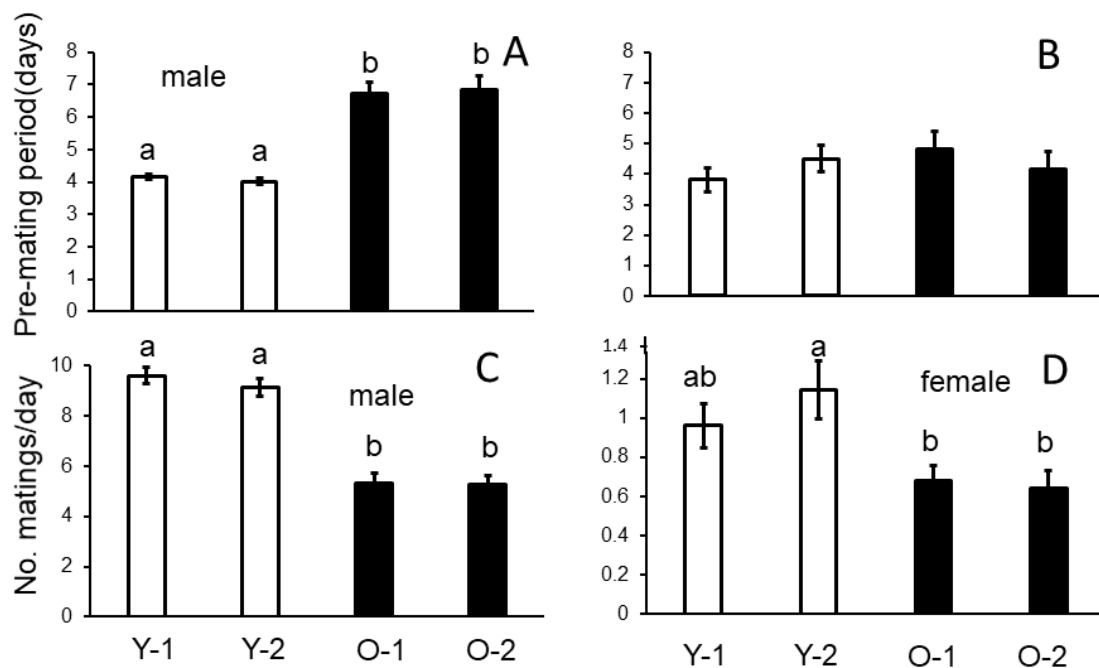 Pre-mating period(days)
8
7
6
5
4
3
2
1
0
male
a
a
b
b
A
8
7
6
5
4
3
2
1
0
B
No. matings/day
10
8
6
4
2
0
a
a
male
b
b
C
Y-1 Y-2 O-1 O-2
1.4
1.2
1
0.8
0.6
0.4
0.2
0
ab
a
female
b
b
D
Y-1 Y-2 O-1 O-2